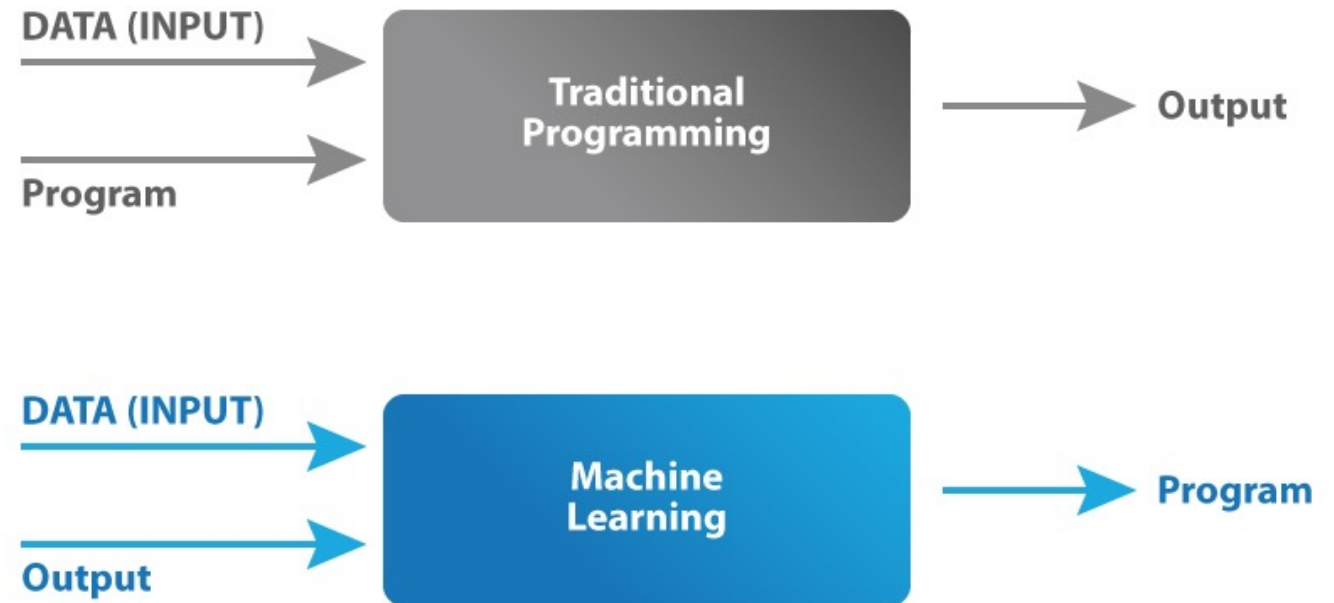 DATA (INPUT)
Traditional
Programming
Output
Program
DATA (INPUT)
Machine
Learning
Program
Output